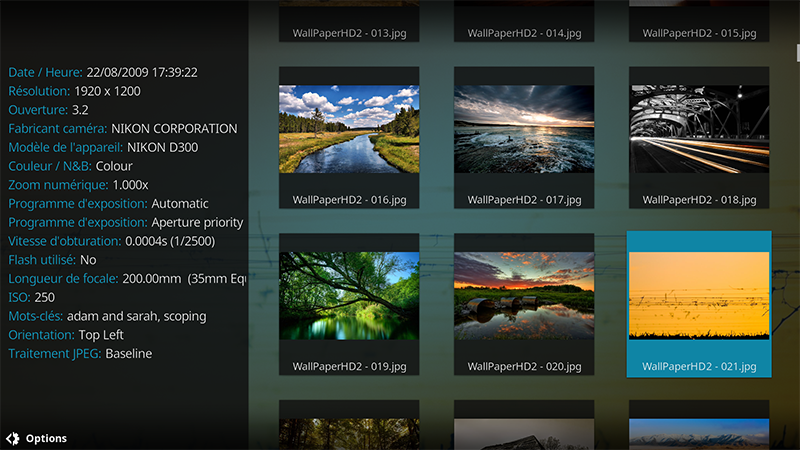 WallPaperHD2 - 013.jpg
WallPaperHD2 - 014.jpg
WallPaperHD2 - 015.jpg
Date / Heure: 22/08/2009 17:39:22
Résolution: 1920 x 1200
Ouverture: 3.2
Fabricant caméra: NIKON CORPORATION
Modèle de l'appareil: NIKON D300
Couleur / N&B: Colour
Zoom numérique: 1.000x
Programme d'exposition: Automatic
Programme d'exposition: Aperture priority
Vitesse d'obturation: 0.0004s (1/2500)
Flash utilisé: No
Longueur de focale: 200.00mm (35mm Equ
ISO: 250
Mots-clés: adam and sarah, scoping
Orientation: Top Left
Traitement JPEG: Baseline
WallPaperHD2 - 016.jpg
WallPaperHD2 - 017.jpg
WallPaperHD2 - 018.jpg
WallPaperHD2 - 019.jpg
WallPaperHD2 - 020.jpg
WallPaperHD2 - 021.jpg
Options